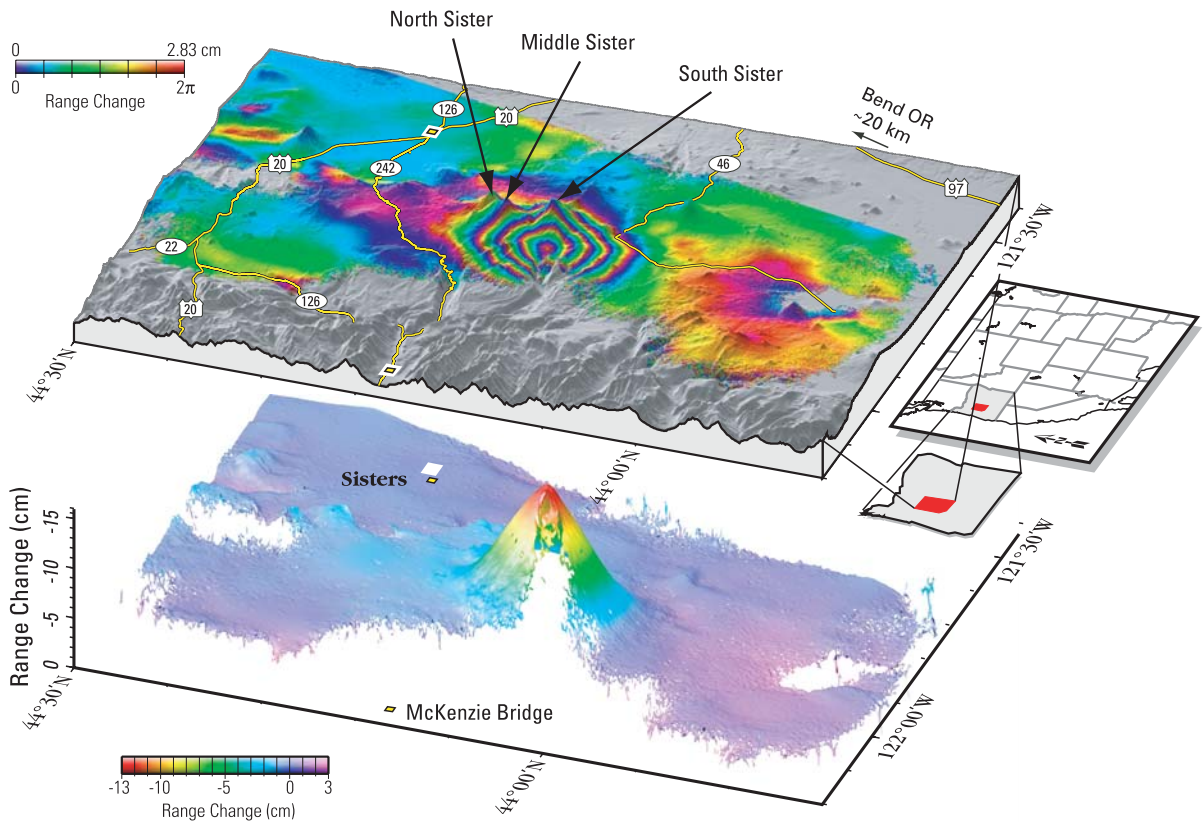 North Sister
Middle Sister
South Sister
0 2.83 cm
0 2π
Range Change
Bend OR
~20 km
126
20
20
242
46
97
22
126
20
121°30'W
44°30'N
44°00'N
N
Sisters
Range Change (cm)
-15
-10
-5
0
44°30'N
121°30'W
122°00'W
McKenzie Bridge
44°00'N
-13 -10 -5 0 3
Range Change (cm)